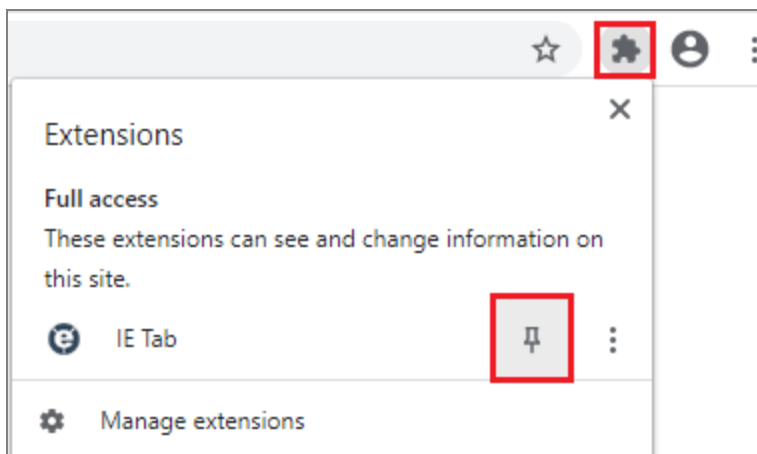 Extensions
Full access
These extensions can see and change information on
this site.
IE Tab
Manage extensions